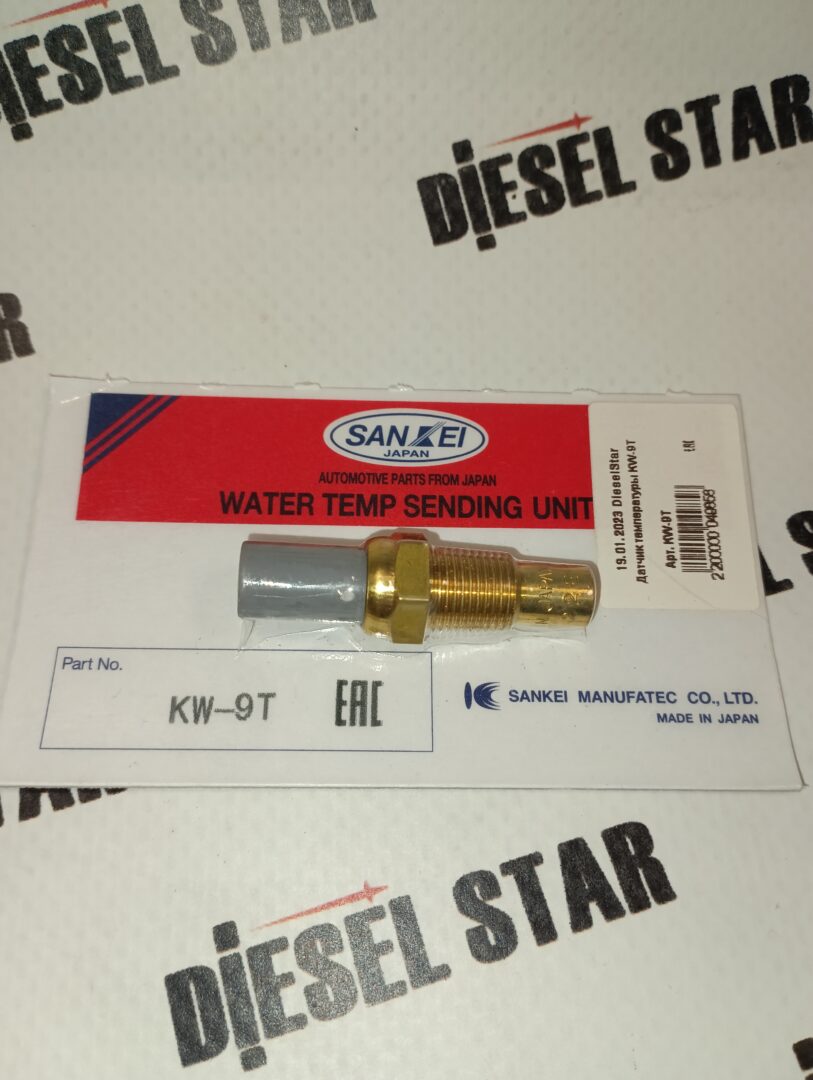 DIESEL STAR
DIESEL STAR
SANKEI
JAPAN
AUTOMOTIVE PARTS FROM JAPAN
WATER TEMP SENDING UNIT
19.01.2023 DieselStar
Датчик температуры KW-9T
Арт. KW-9T
EAC
Part No.
KW-9T
EAC
SANKEI MANUFATEC CO., LTD.
MADE IN JAPAN
DIESEL STAR